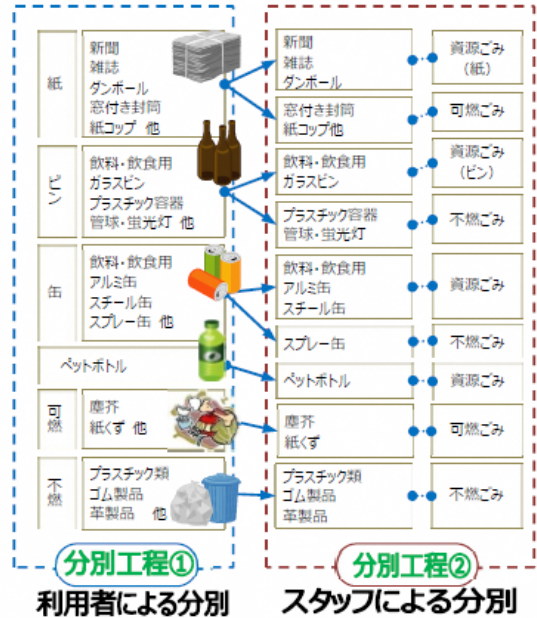 紙
新聞
雑誌
ダンボール
窓付き封筒
紙コップ 他
新聞
雑誌
ダンボール
資源ごみ
(紙)
窓付き封筒
紙コップ他
可燃ごみ
ビン
飲料・飲食用
ガラスビン
プラスチック容器
管球・蛍光灯 他
飲料・飲食用
ガラスビン
資源ごみ
(ビン)
プラスチック容器
管球・蛍光灯
不燃ごみ
缶
飲料・飲食用
アルミ缶
スチール缶
スプレー缶 他
飲料・飲食用
アルミ缶
スチール缶
資源ごみ
スプレー缶
不燃ごみ
ペットボトル
ペットボトル
資源ごみ
可燃
塵芥
紙くず 他
塵芥
紙くず
可燃ごみ
不燃
プラスチック類
ゴム製品
革製品 他
プラスチック類
ゴム製品
革製品
不燃ごみ
分別工程①
利用者による分別
分別工程②
スタッフによる分別